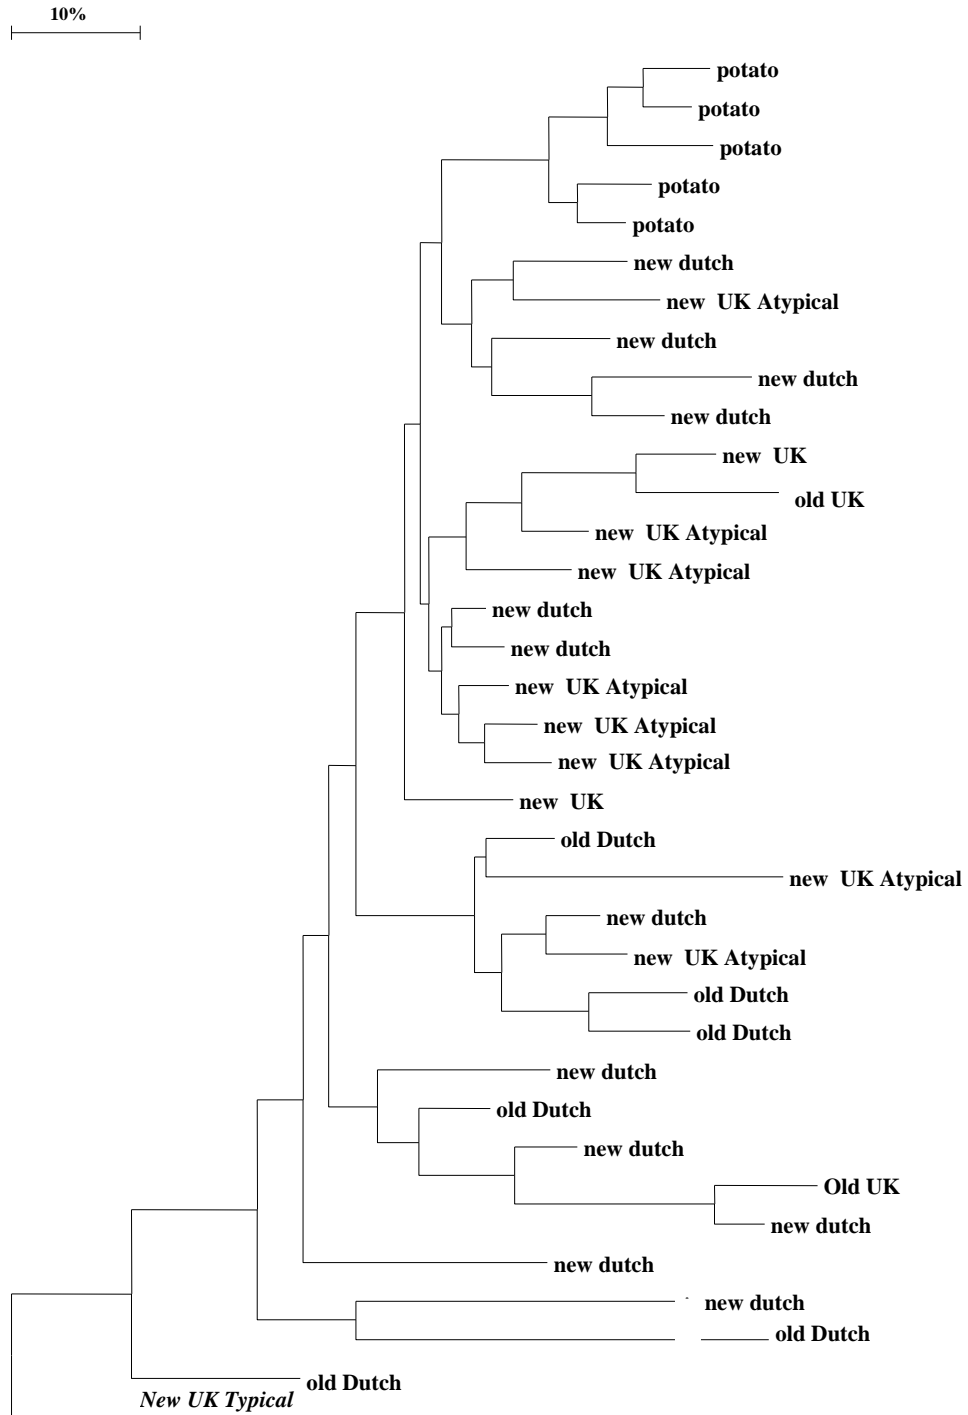 10%
potato
potato
potato
potato
potato
new dutch
new UK Atypical
new dutch
new dutch
new dutch
new UK
old UK
new UK Atypical
new UK Atypical
new dutch
new dutch
new UK Atypical
new UK Atypical
new UK Atypical
new UK
old Dutch
new UK Atypical
new dutch
new UK Atypical
old Dutch
old Dutch
new dutch
old Dutch
new dutch
Old UK
new dutch
new dutch
new dutch
old Dutch
old Dutch
New UK Typical